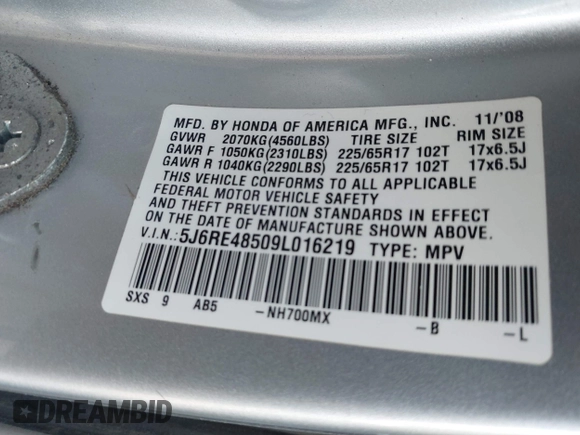 MFD. BY HONDA OF AMERICA MFG., INC. 11/'08
GVWR 2070KG(4560LBS) TIRE SIZE RIM SIZE
GAWR F 1050KG(2310LBS) 225/65R17 102T 17x6.5J
GAWR R 1040KG(2290LBS) 225/65R17 102T 17x6.5J
THIS VEHICLE CONFORMS TO ALL APPLICABLE
FEDERAL MOTOR VEHICLE SAFETY
AND THEFT PREVENTION STANDARDS IN EFFECT
ON THE DATE OF MANUFACTURE SHOWN ABOVE.
V.I.N.:5J6RE48509L016219 TYPE: MPV
SXS 9 AB5 -NH700MX -B -L
DREAMBID